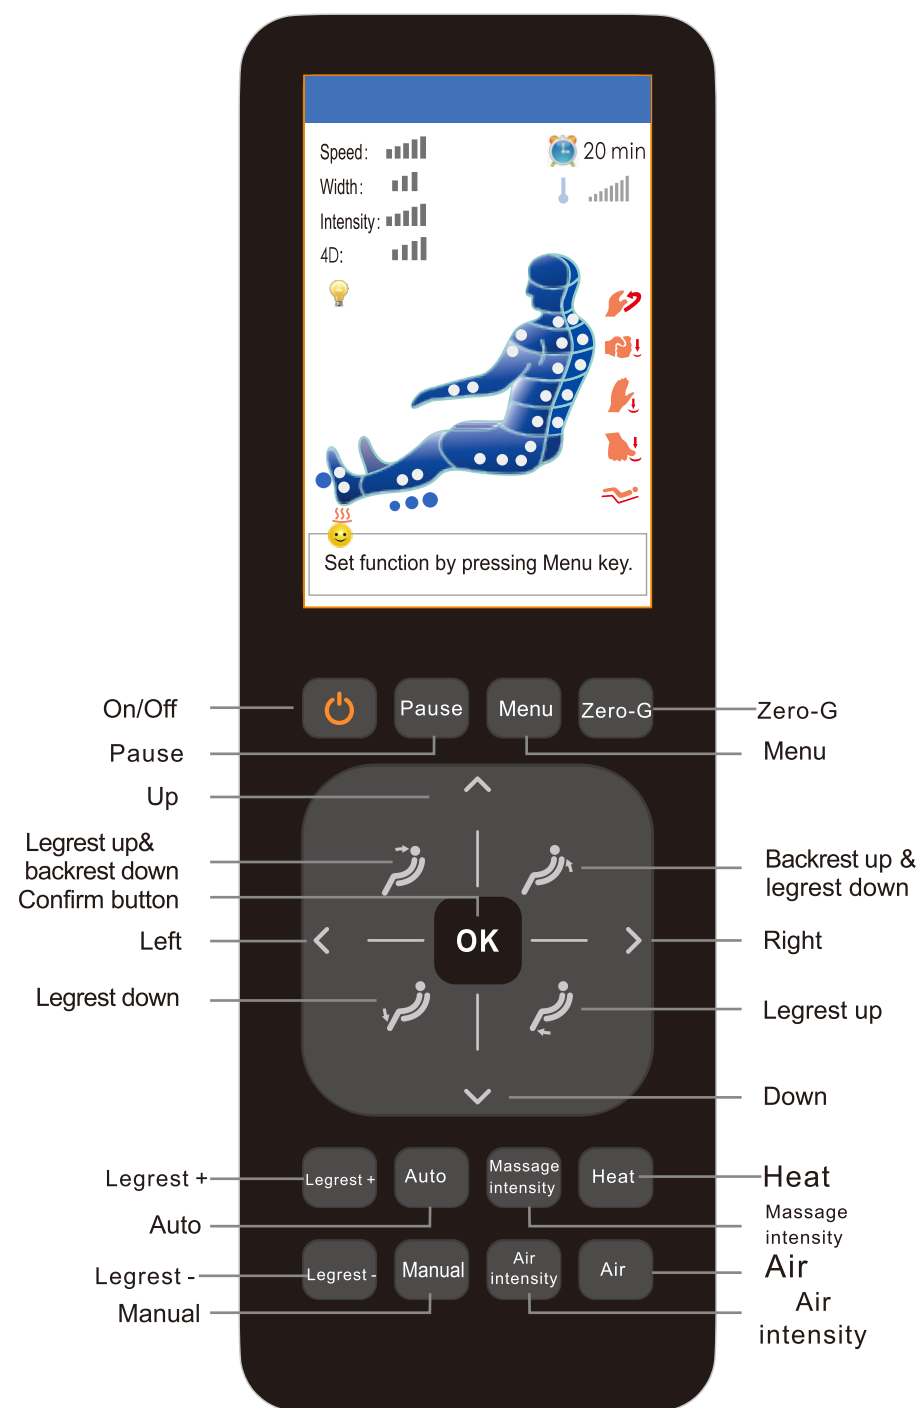 Speed:
20 min
Width:
Intensity:
4D:
Set function by pressing Menu key.
On/Off
Pause
Menu
Zero-G
Zero-G
Pause
Menu
Up
Legrest up&
backrest down
Backrest up &
legrest down
Confirm button
Left
OK
Right
Legrest down
Legrest up
Down
Legrest +
Legrest +
Auto
Massage
intensity
Heat
Heat
Auto
Massage
intensity
Legrest -
Legrest -
Manual
Air
intensity
Air
Air
Manual
Air
intensity